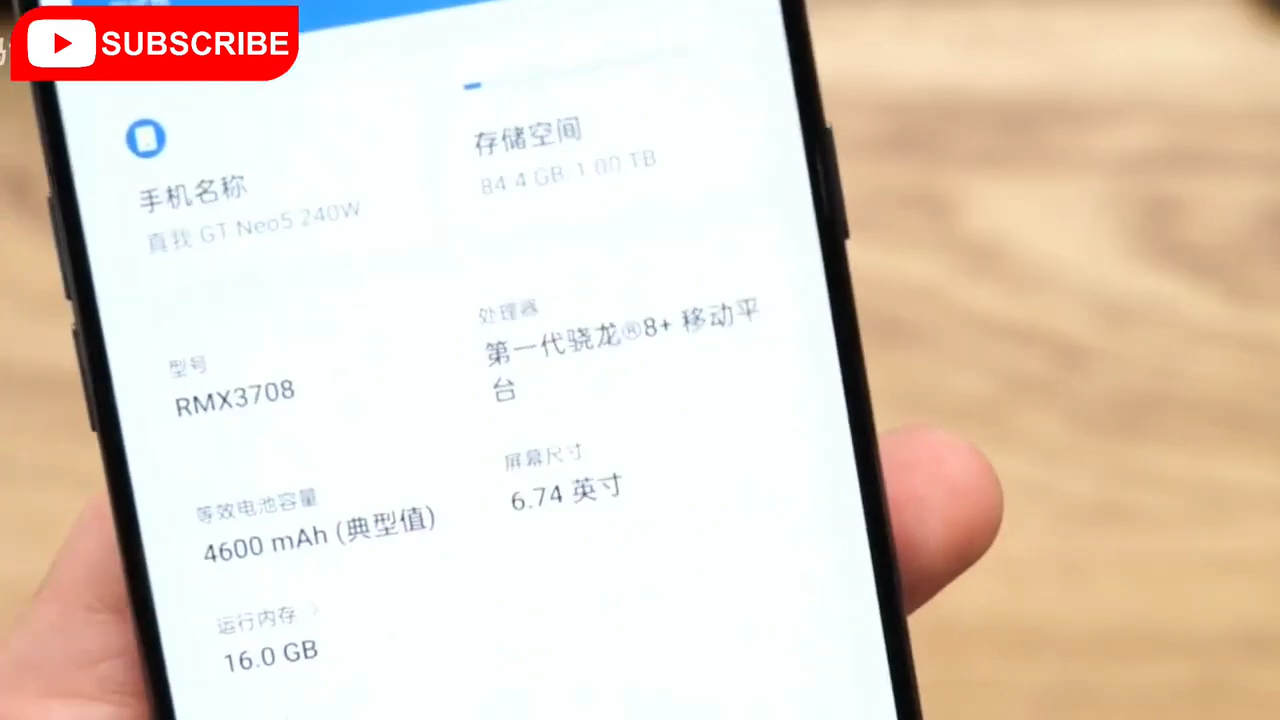 SUBSCRIBE
手机名称
真我 GT Neo5 240W
存储空间
84.4 GB/1.00 TB
型号
RMX3708
处理器
第一代骁龙®8+ 移动平
台
等效电池容量
4600 mAh (典型值)
屏幕尺寸
6.74 英寸
运行内存
16.0 GB